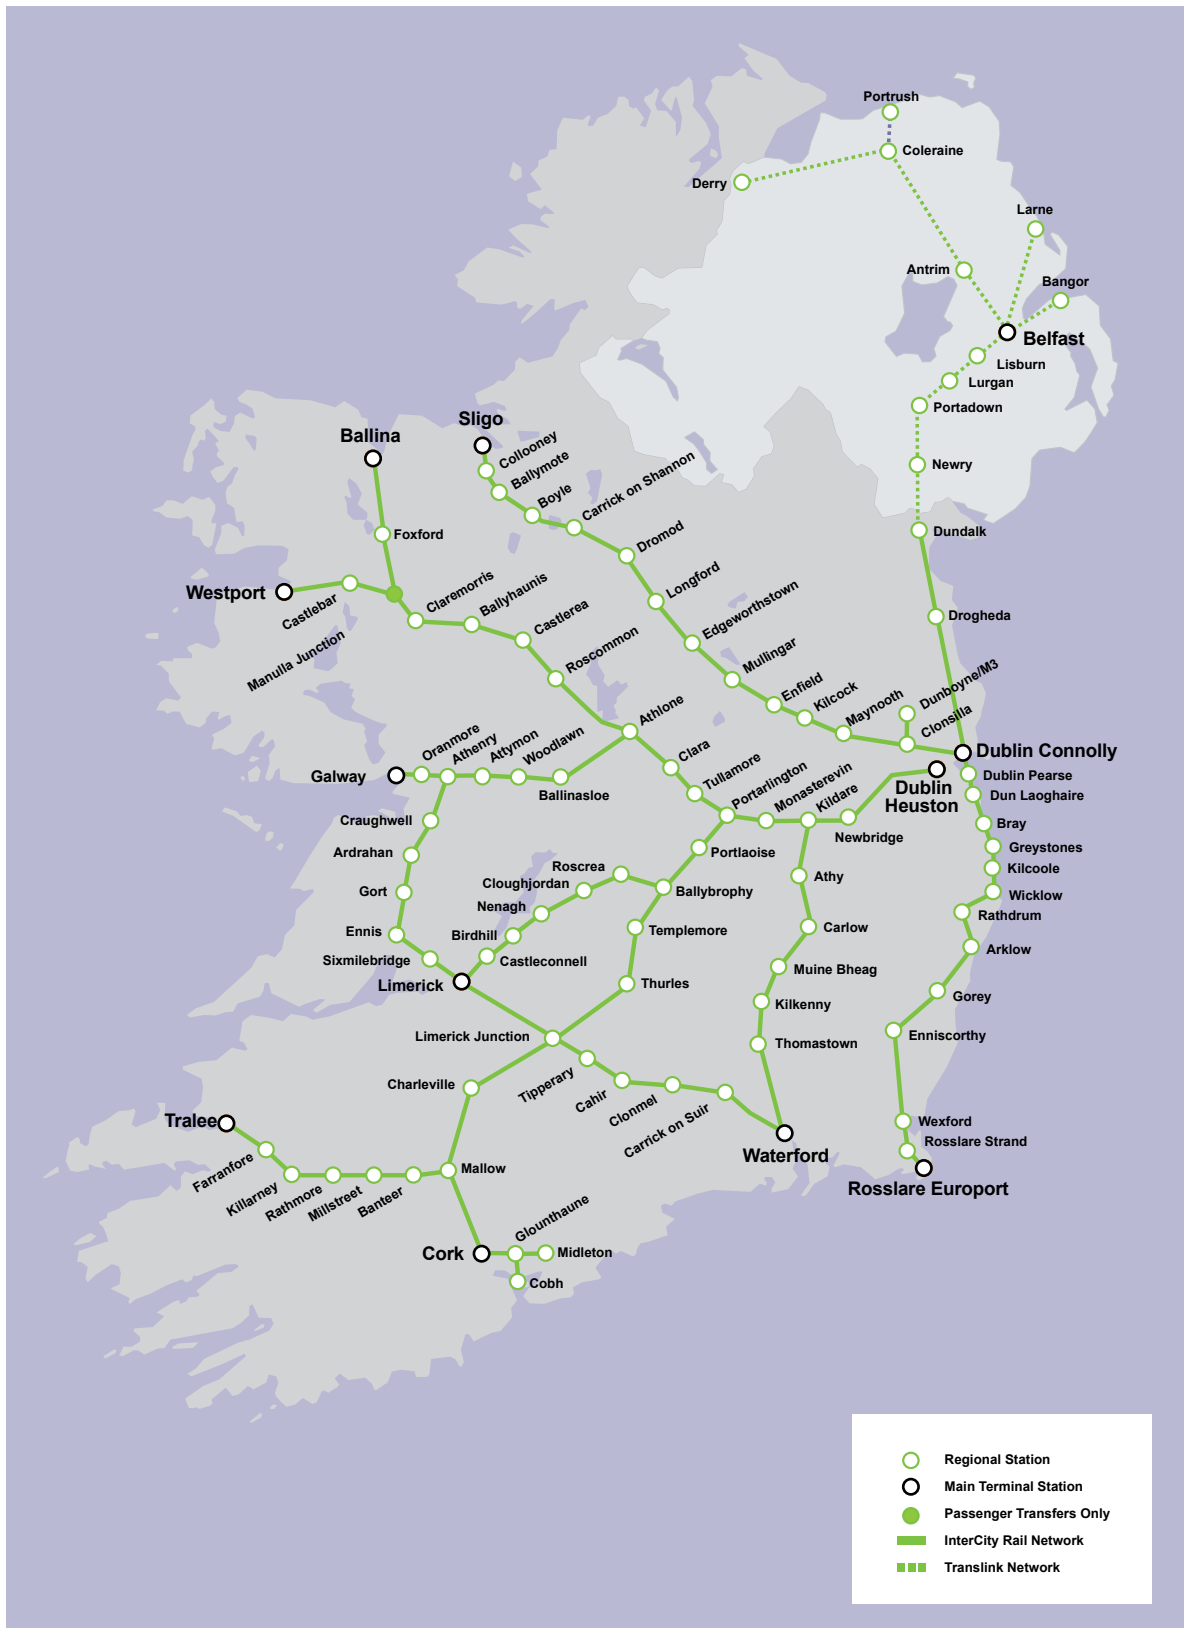 Portrush
Coleraine
Derry
Larne
Antrim
Bangor
Belfast
Lisburn
Lurgan
Portadown
Newry
Dundalk
Drogheda
Sligo
Collooney
Ballymote
Boyle
Carrick on Shannon
Dromod
Longford
Edgeworthstown
Mullingar
Enfield
Kilcock
Maynooth
Dunboyne/M3
Clonsilla
Dublin Connolly
Ballina
Foxford
Westport
Castlebar
Manulla Junction
Claremorris
Ballyhaunis
Castlerea
Roscommon
Athlone
Clara
Tullamore
Portarlington
Monasterevin
Kildare
Newbridge
Dublin
Heuston
Galway
Oranmore
Athenry
Attymon
Woodlawn
Ballinasloe
Craughwell
Ardrahan
Gort
Ennis
Sixmilebridge
Limerick
Roscrea
Cloughjordan
Nenagh
Birdhill
Castleconnell
Portlaoise
Ballybrophy
Templemore
Thurles
Limerick Junction
Athy
Carlow
Muine Bheag
Kilkenny
Thomastown
Dublin Pearse
Dun Laoghaire
Bray
Greystones
Kilcoole
Wicklow
Rathdrum
Arklow
Gorey
Enniscorthy
Wexford
Rosslare Strand
Rosslare Europort
Charleville
Tipperary
Cahir
Clonmel
Carrick on Suir
Waterford
Tralee
Farranfore
Killarney
Rathmore
Millstreet
Banteer
Mallow
Cork
Glounthaune
Midleton
Cobh
Regional Station
Main Terminal Station
Passenger Transfers Only
InterCity Rail Network
Translink Network